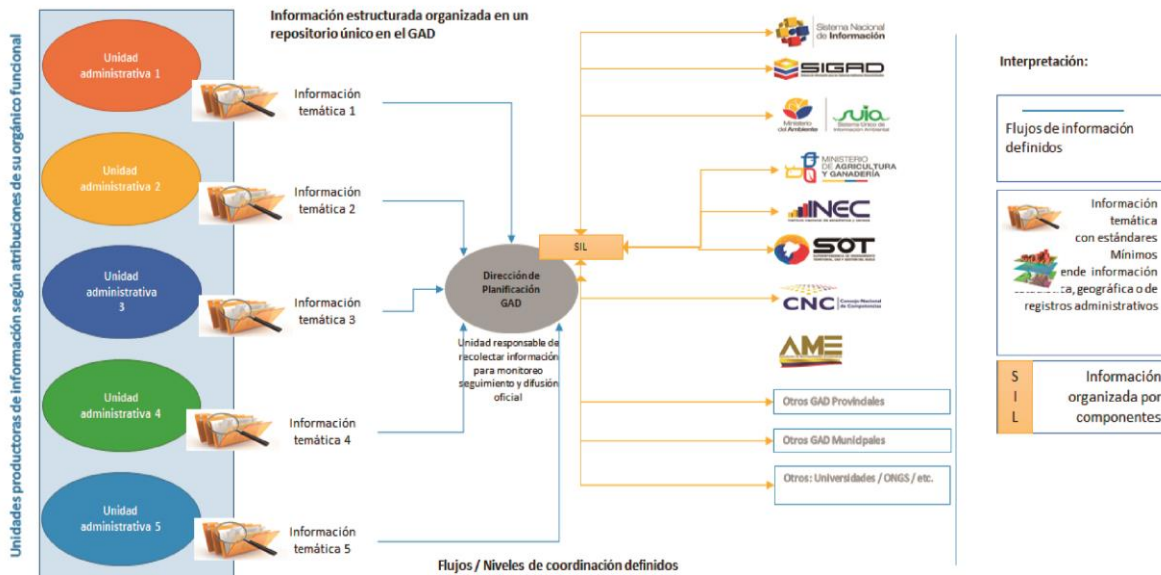 Unidades productoras de información según atribuciones de su orgánico funcional
Información estructurada organizada en un
repositorio único en el GAD
Unidad
administrativa 1
Información
temática 1
Unidad
administrativa 2
Información
temática 2
Unidad
administrativa
3
Información
temática 3
Unidad
administrativa 4
Información
temática 4
Unidad
administrativa 5
Información
temática 5
Dirección de
Planificación
GAD
Unidad responsable de
recolectar información
para monitoreo
seguimiento y difusión
oficial
SIL
Sistema Nacional
de Información
SIGAD
Ministerio
del Ambiente
suia
Sistema Único de
Información Ambiental
MINISTERIO
DE AGRICULTURA
Y GANADERÍA
INEC
SOT
CNC
Consejo Nacional
de Competencias
AME
Otros GAD Provinciales
Otros GAD Municipales
Otros: Universidades / ONGS / etc.
Flujos / Niveles de coordinación definidos
Interpretación:
Flujos de información
definidos
Información
temática
con estándares
Mínimos
ende información
ca, geográfica o de
registros administrativos
S
I
L
Información
organizada por
componentes